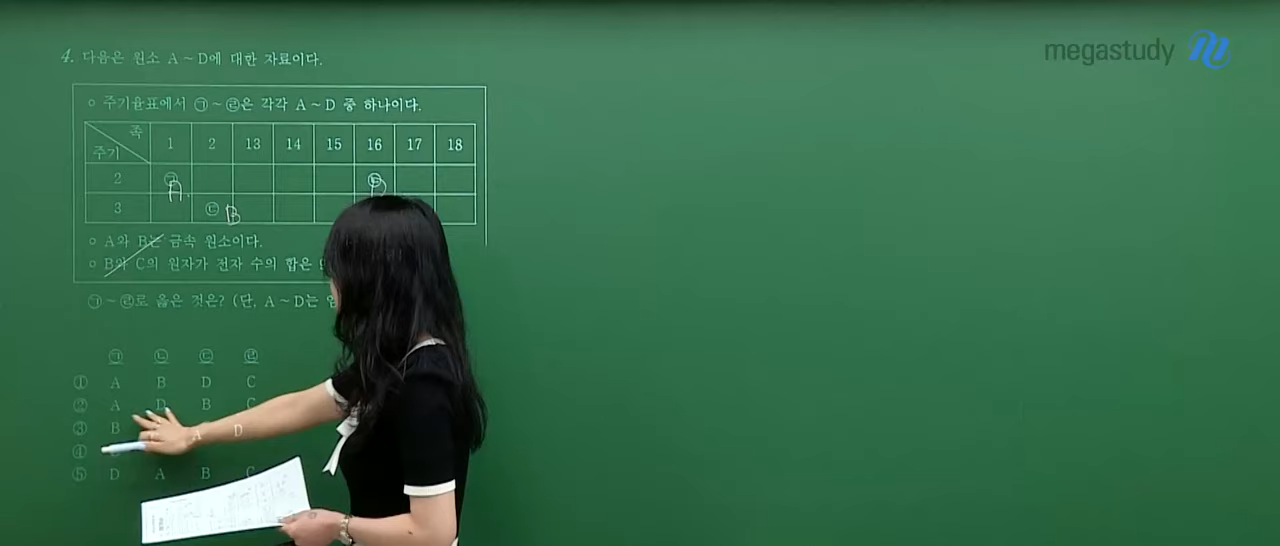 megastudy
4. 다음은 원소 A ~ D에 대한 자료이다.
○ 주기율표에서 ㉠ ~ ㉣은 각각 A ~ D 중 하나이다.
족
주기
1 2 13 14 15 16 17 18
2 ㉠
A
3
B
○ A와 B는 금속 원소이다.
○ B와 C의 원자가 전자 수의 합은
㉠ ~ ㉣로 옳은 것은? (단, A ~ D는
㉠ ㉡ ㉢ ㉣
① A B D C
② A D B C
③ B A D
④
⑤ D A B C